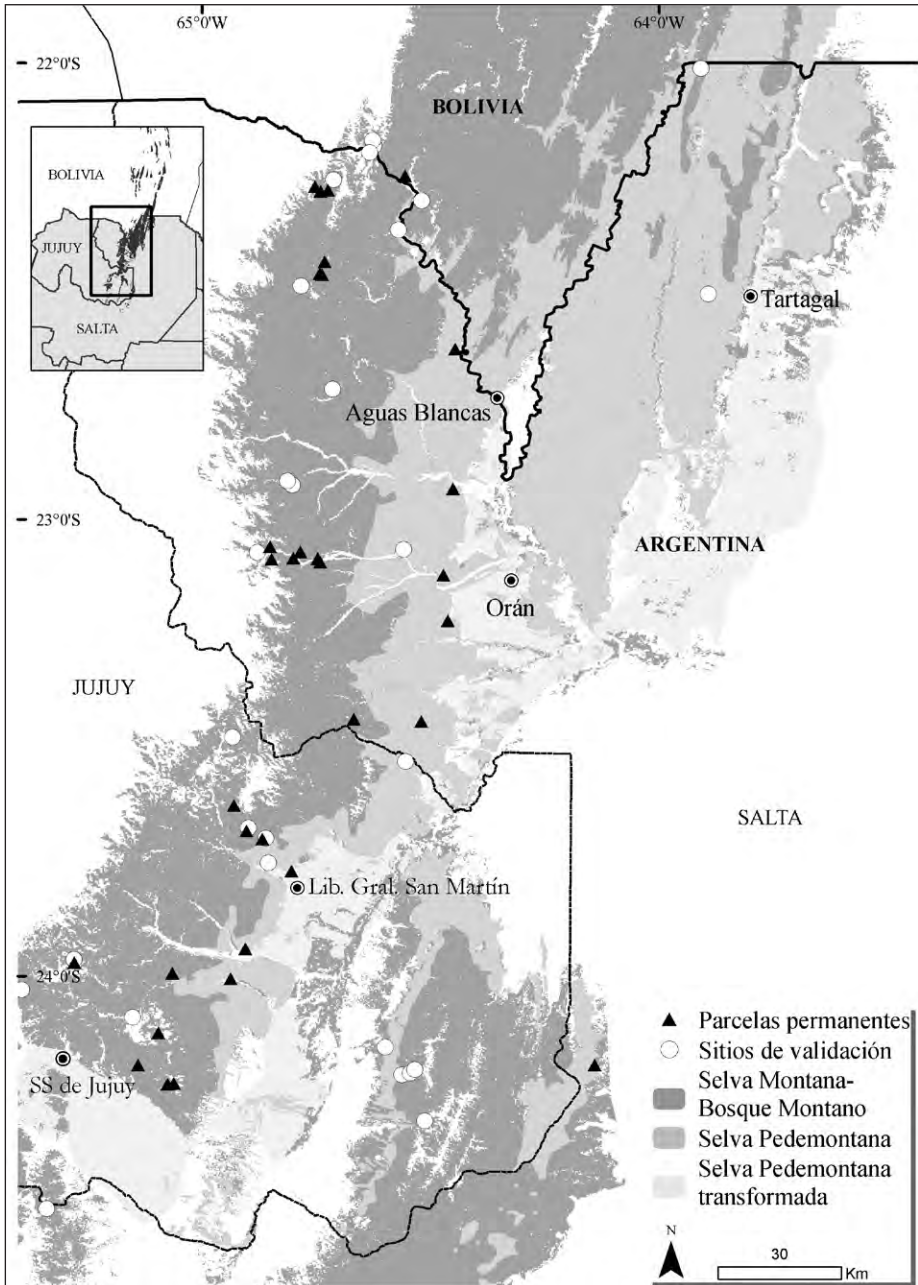 65°0'W
64°0'W
22°0'S
BOLIVIA
BOLIVIA
JUJUY
SALTA
Tartagal
Aguas Blancas
23°0'S
ARGENTINA
Orán
JUJUY
SALTA
Lib. Gral. San Martín
24°0'S
SS de Jujuy
Parcelas permanentes
Sitios de validación
Selva Montana-
Bosque Montano
Selva Pedemontana
Selva Pedemontana
transformada
N
30
Km